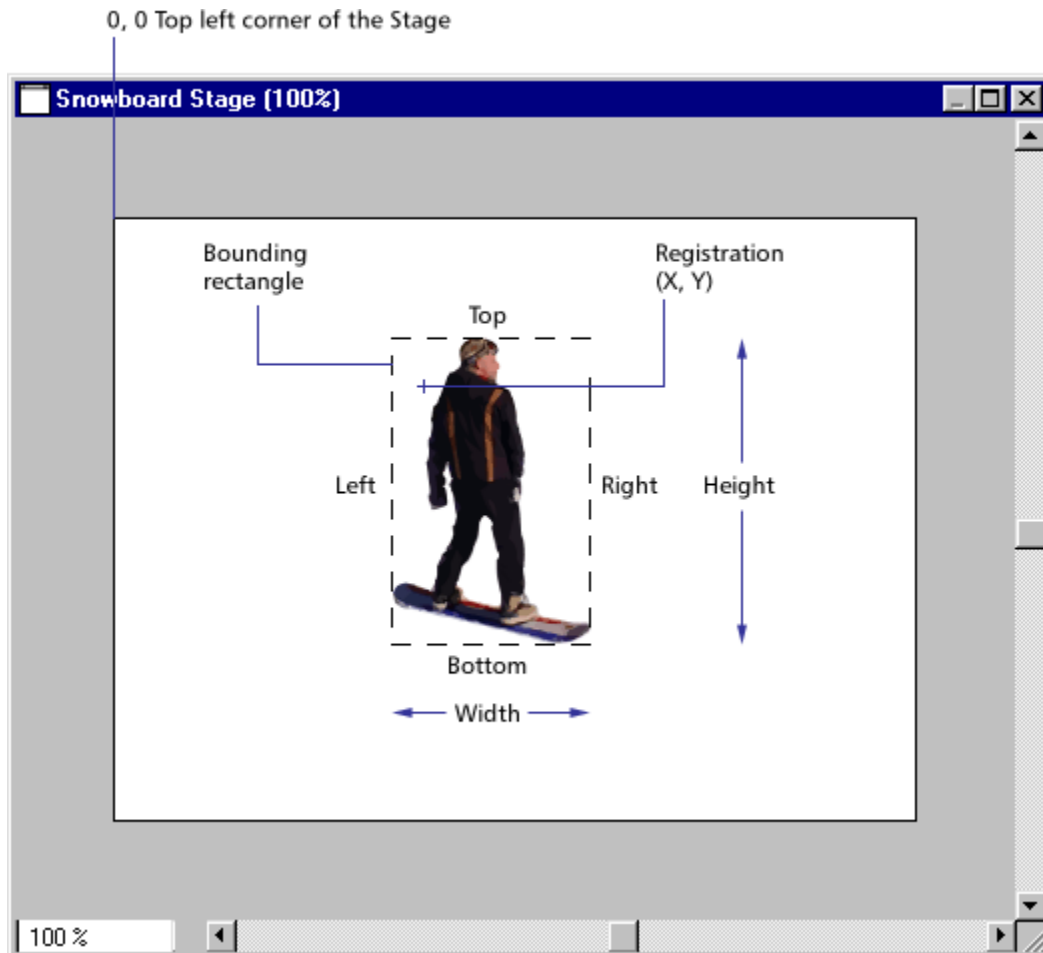 0, 0 Top left corner of the Stage
Snowboard Stage (100%)
Bounding
rectangle
Registration
(X, Y)
Top
Left
Right
Height
Bottom
Width
100 %